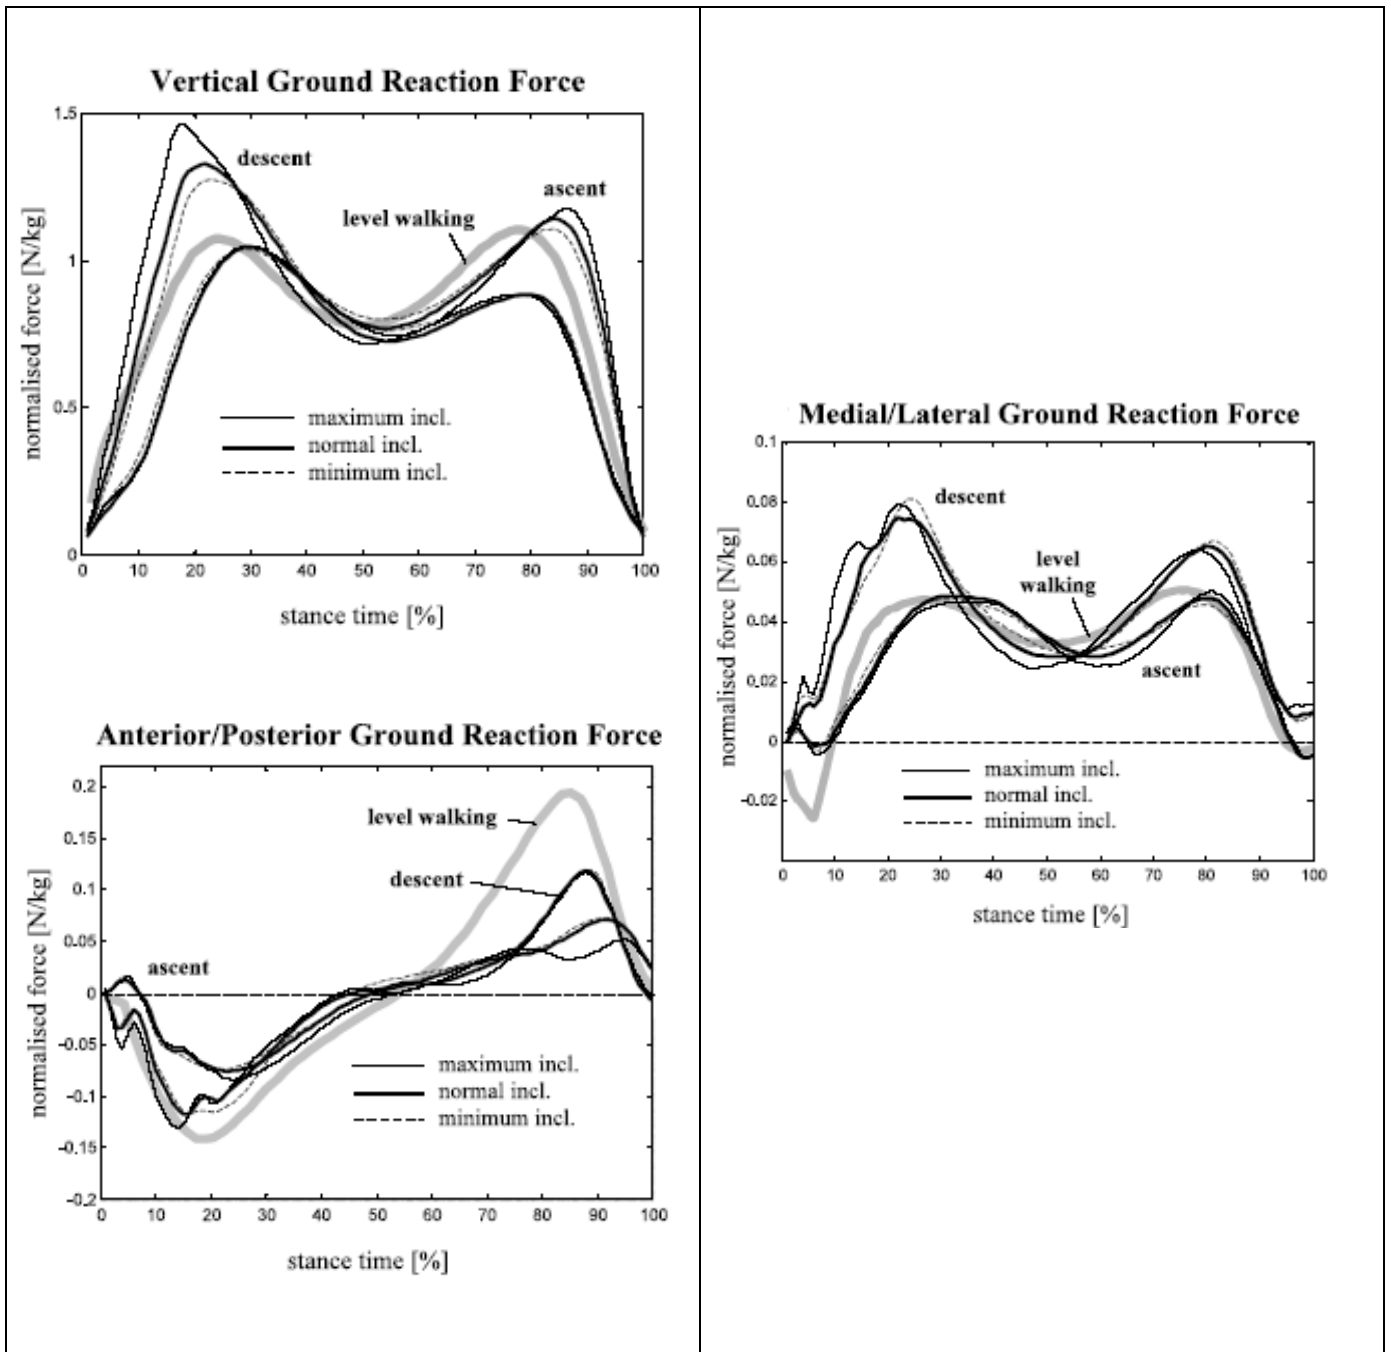 Vertical Ground Reaction Force
1.5
descent
ascent
level walking
normalised force [N/kg]
1
0.5
maximum incl.
normal incl.
minimum incl.
0
0 10 20 30 40 50 60 70 80 90 100
stance time [%]
Anterior/Posterior Ground Reaction Force
0.2
level walking
0.15
descent
0.1
normalised force [N/kg]
0.05
ascent
0
-0.05
maximum incl.
normal incl.
-0.1
minimum incl.
-0.15
-0.2
0 10 20 30 40 50 60 70 80 90 100
stance time [%]
Medial/Lateral Ground Reaction Force
0.1
descent
0.08
level
walking
0.06
normalised force [N/kg]
0.04
ascent
0.02
0
maximum incl.
normal incl.
-0.02
minimum incl.
0 10 20 30 40 50 60 70 80 90 100
stance time [%]